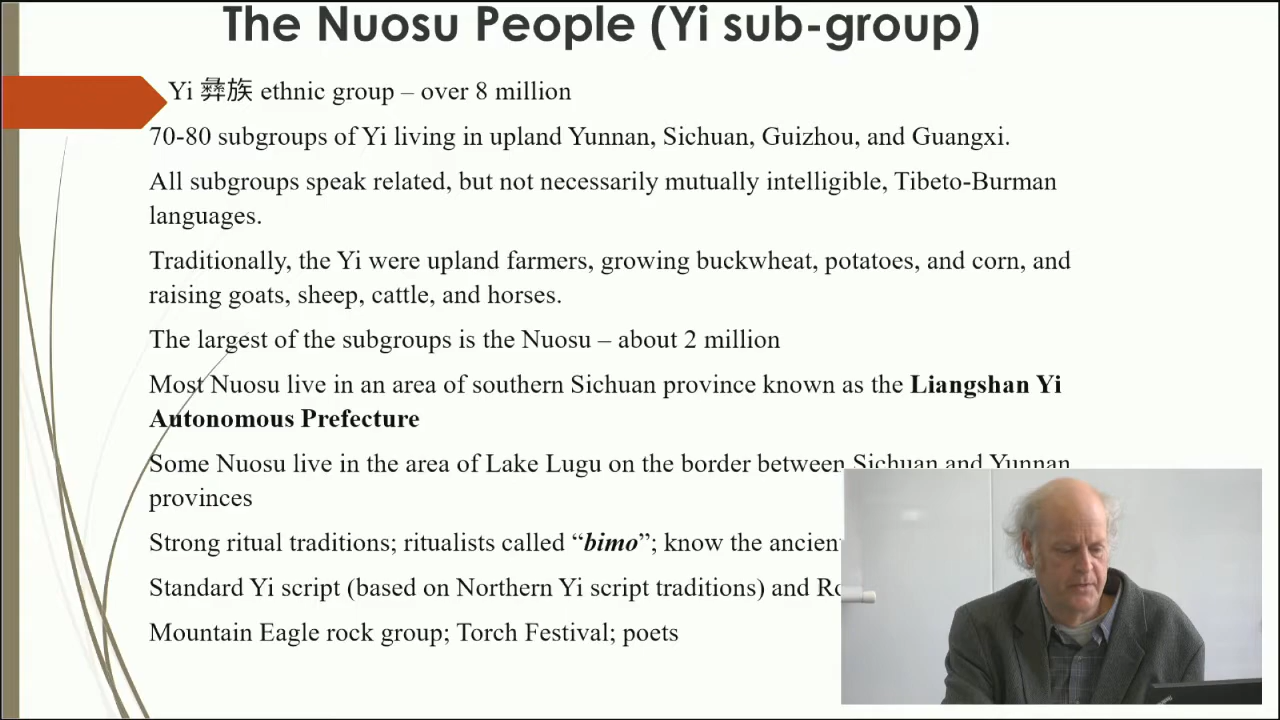 The Nuosu People (Yi sub-group)
Yi 彝族 ethnic group – over 8 million
70-80 subgroups of Yi living in upland Yunnan, Sichuan, Guizhou, and Guangxi.
All subgroups speak related, but not necessarily mutually intelligible, Tibeto-Burman
languages.
Traditionally, the Yi were upland farmers, growing buckwheat, potatoes, and corn, and
raising goats, sheep, cattle, and horses.
The largest of the subgroups is the Nuosu – about 2 million
Most Nuosu live in an area of southern Sichuan province known as the Liangshan Yi
Autonomous Prefecture
Some Nuosu live in the area of Lake Lugu on the border between Sichuan and Yunnan
provinces
Strong ritual traditions; ritualists called “bimo”; know the ancien
Standard Yi script (based on Northern Yi script traditions) and Ro
Mountain Eagle rock group; Torch Festival; poets